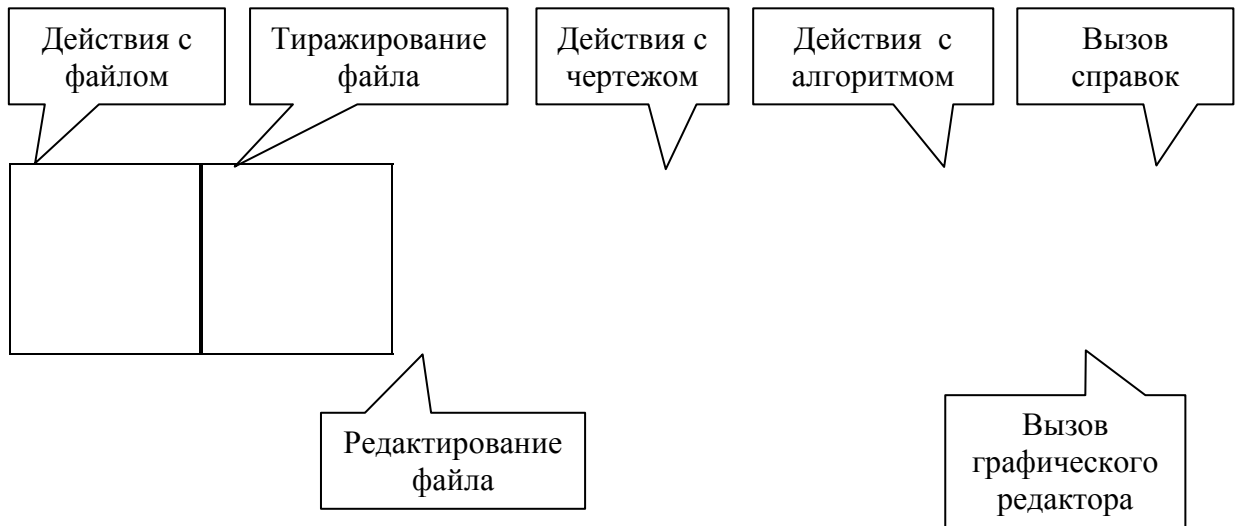 Действия с
файлом
Тиражирование
файла
Действия с
чертежом
Действия с
алгоритмом
Вызов
справок
Редактирование
файла
Вызов
графического
редактора